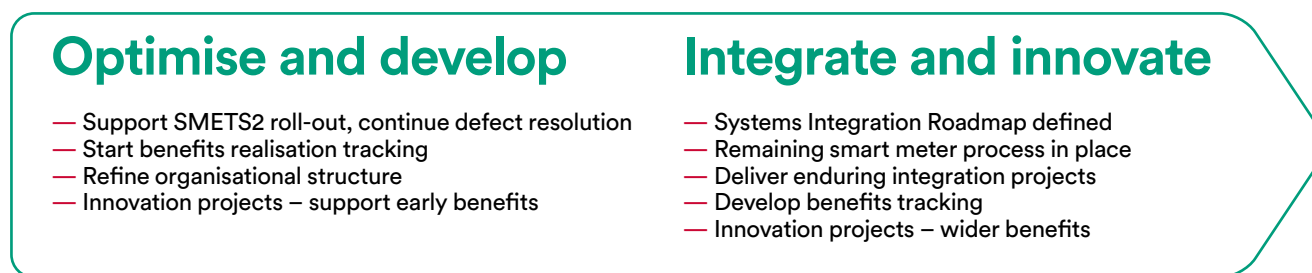 Optimise and develop
— Support SMETS2 roll-out, continue defect resolution
— Start benefits realisation tracking
— Refine organisational structure
— Innovation projects – support early benefits
Integrate and innovate
— Systems Integration Roadmap defined
— Remaining smart meter process in place
— Deliver enduring integration projects
— Develop benefits tracking
— Innovation projects – wider benefits